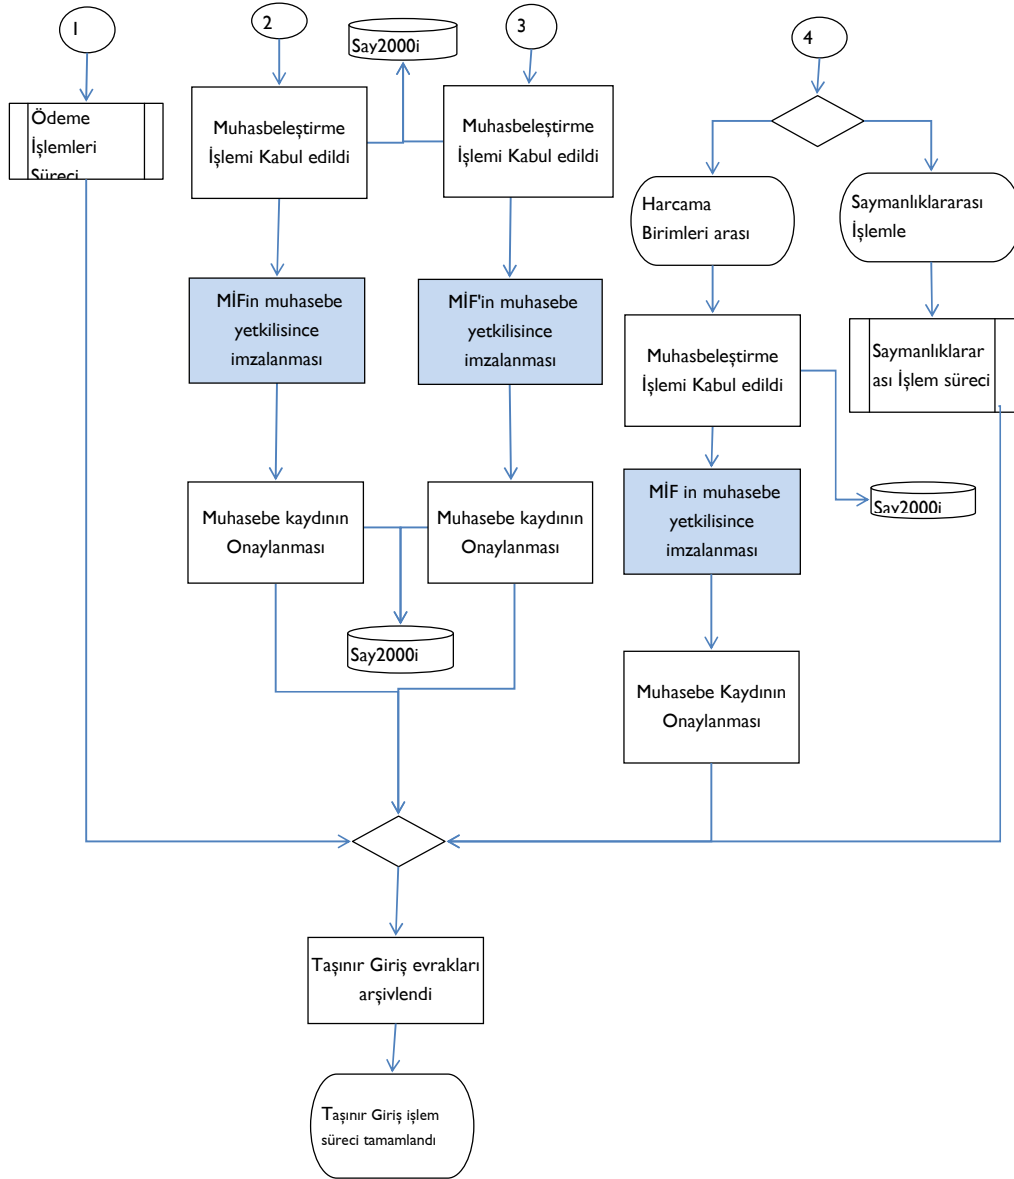 1
2
3
4
Say2000i
Ödeme
İşlemleri
Süreci
Muhasbeleştirme
İşlemi Kabul edildi
Muhasbeleştirme
İşlemi Kabul edildi
Harcama
Birimleri arası
Saymanlıklararası
İşlemle
MİFin muhasebe
yetkilisince
imzalanması
MİF'in muhasebe
yetkilisince
imzalanması
Muhasbeleştirme
İşlemi Kabul edildi
Saymanlıklarar
ası İşlem süreci
Muhasebe kaydının
Onaylanması
Muhasebe kaydının
Onaylanması
MİF in muhasebe
yetkilisince
imzalanması
Say2000i
Say2000i
Muhasebe Kaydının
Onaylanması
Taşınır Giriş evrakları
arşivlendi
Taşınır Giriş işlem
süreci tamamlandı